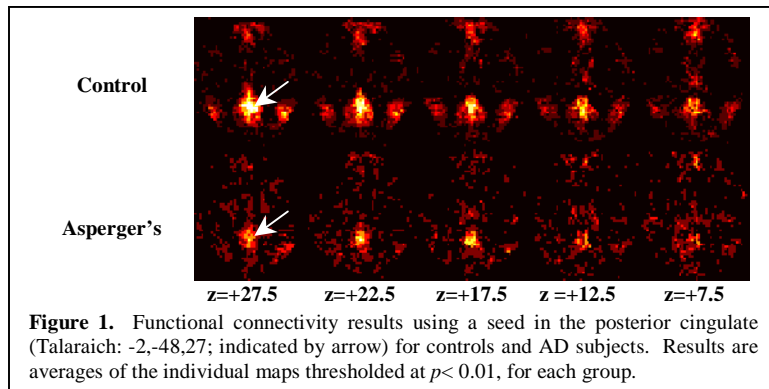 Control
Asperger's
z=+27.5 z=+22.5 z=+17.5 z =+12.5 z=+7.5
Figure 1. Functional connectivity results using a seed in the posterior cingulate
(Talaraich: -2,-48,27; indicated by arrow) for controls and AD subjects. Results are
averages of the individual maps thresholded at p< 0.01, for each group.